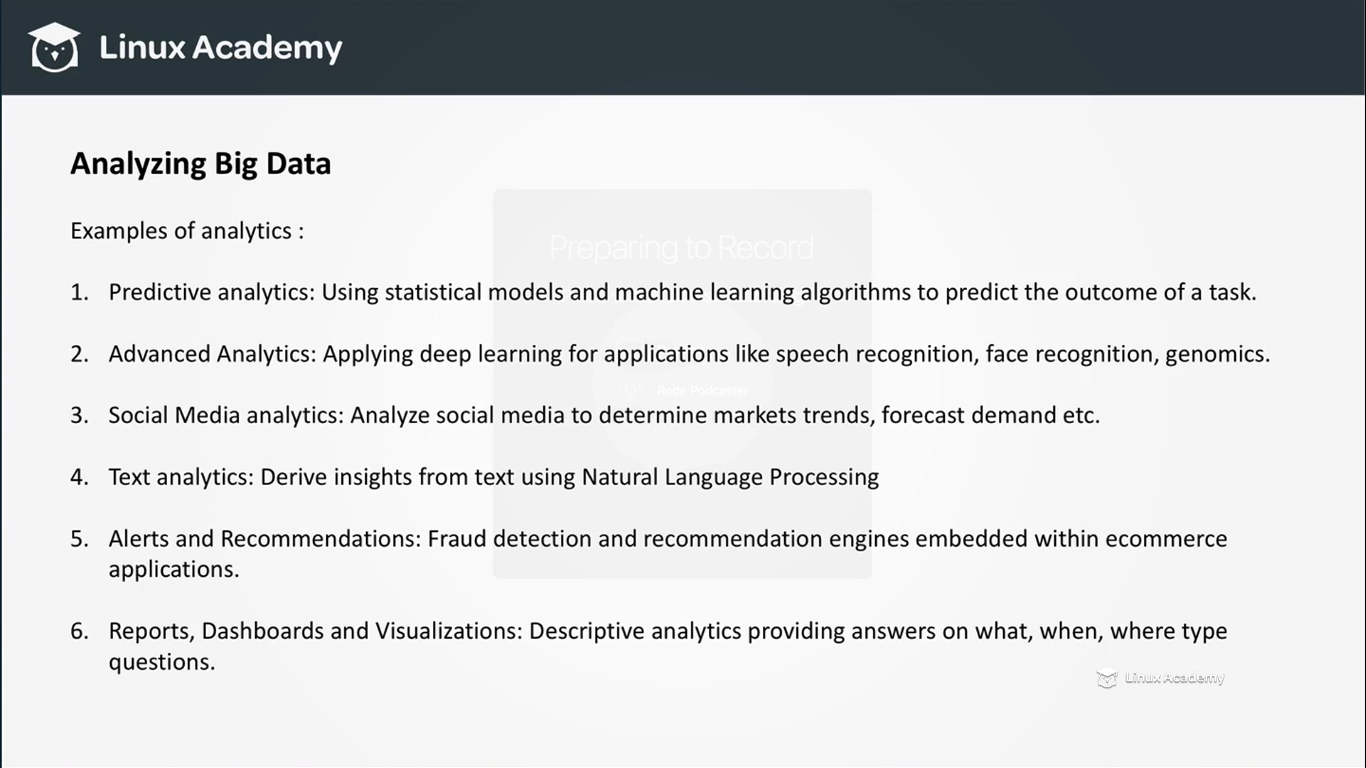 Linux Academy
Analyzing Big Data
Examples of analytics :
Preparing to Record
1. Predictive analytics: Using statistical models and machine learning algorithms to predict the outcome of a task.
2. Advanced Analytics: Applying deep learning for applications like speech recognition, face recognition, genomics.
Rode Podcaster
3. Social Media analytics: Analyze social media to determine markets trends, forecast demand etc.
4. Text analytics: Derive insights from text using Natural Language Processing
5. Alerts and Recommendations: Fraud detection and recommendation engines embedded within ecommerce
applications.
6. Reports, Dashboards and Visualizations: Descriptive analytics providing answers on what, when, where type
questions.
Linux Academy